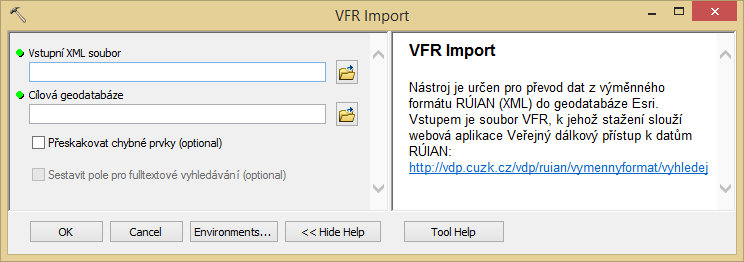 VFR Import
Vstupní XML soubor
Cílová geodatabáze
Přeskakovat chybné prvky (optional)
Sestavit pole pro fulltextové vyhledávání (optional)
VFR Import
Nástroj je určen pro převod dat z výměnného
formátu RÚIAN (XML) do geodatabáze Esri.
Vstupem je soubor VFR, k jehož stažení slouží
webová aplikace Veřejný dálkový přístup k datům
RÚIAN:
http://vdp.cuzk.cz/vdp/ruian/vymennyformat/vyhledej
OK
Cancel
Environments...
<< Hide Help
Tool Help